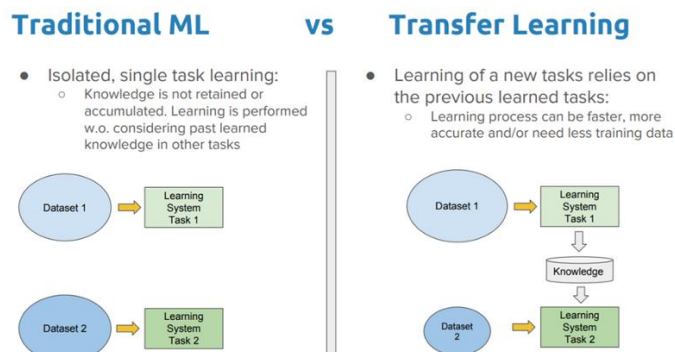 Traditional ML vs Transfer Learning
● Isolated, single task learning:
○ Knowledge is not retained or
accumulated. Learning is performed
w.o. considering past learned
knowledge in other tasks
Dataset 1
Learning
System
Task 1
Dataset 2
Learning
System
Task 2
● Learning of a new tasks relies on
the previous learned tasks:
○ Learning process can be faster, more
accurate and/or need less training data
Dataset 1
Learning
System
Task 1
Knowledge
Dataset
2
Learning
System
Task 2